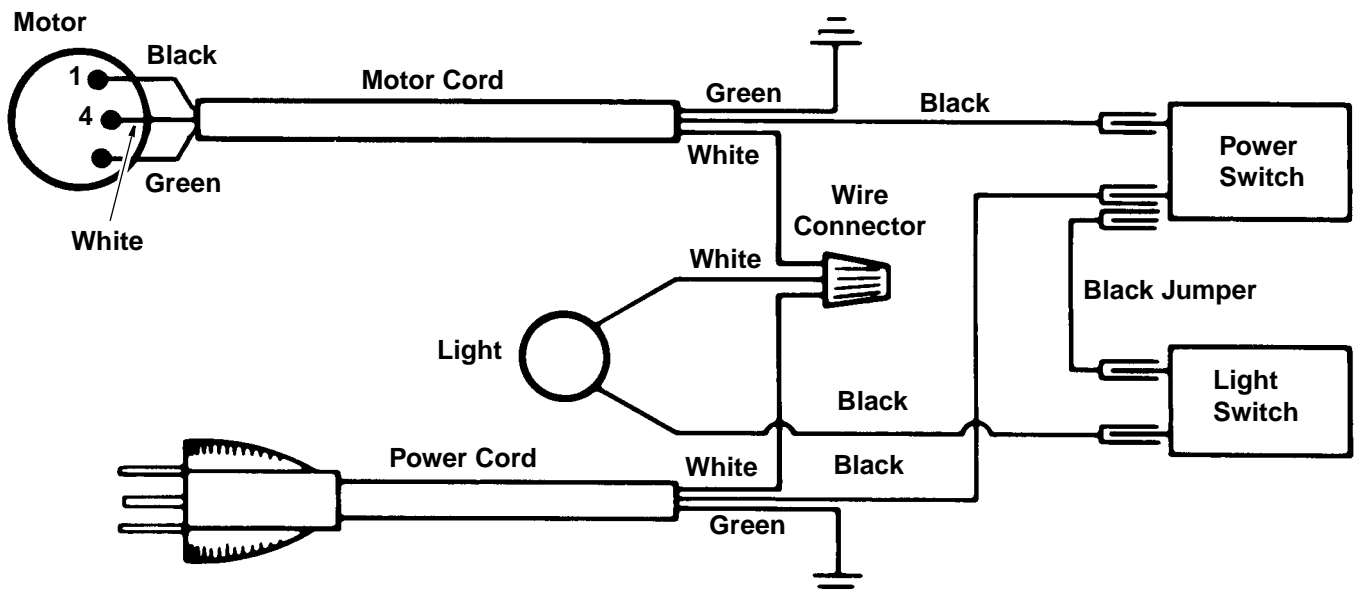 Motor
Black
1
Motor Cord
Green
Black
4
White
Power
Switch
Green
White
Wire
Connector
White
Black Jumper
Light
Light
Switch
Black
Power Cord
White
Black
Green